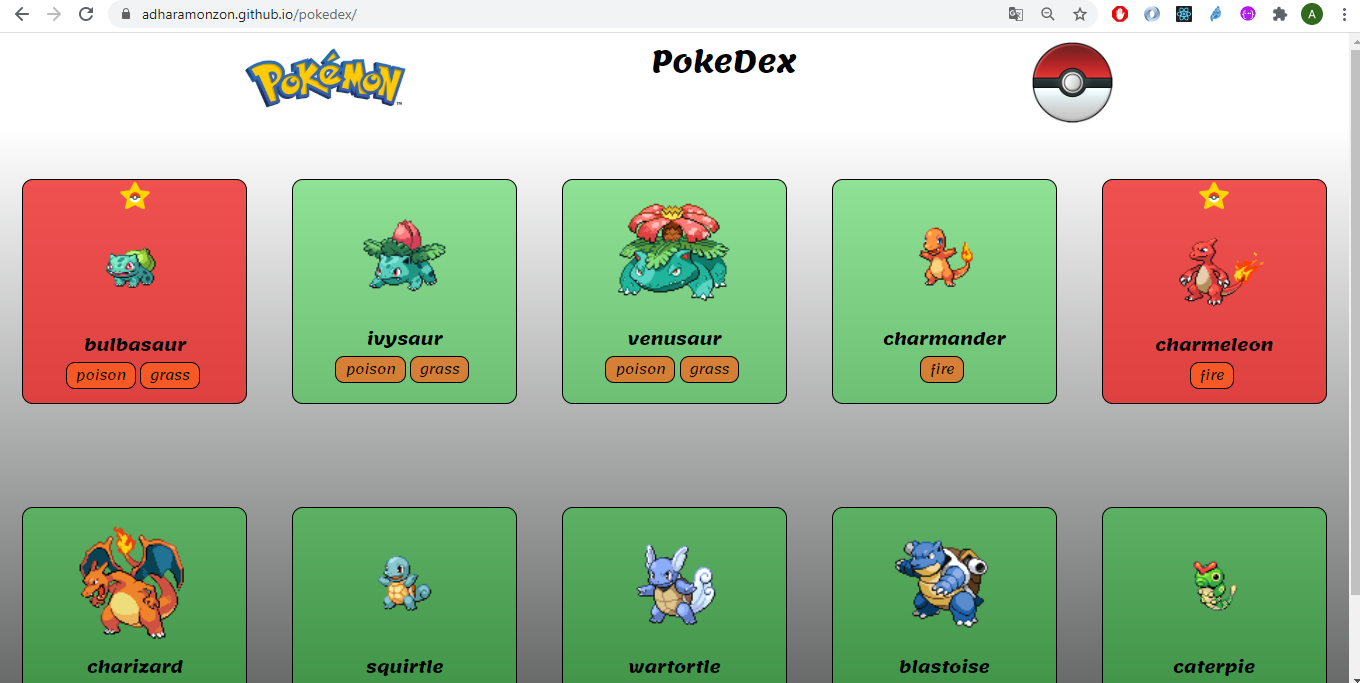 adharamonzon.github.io/pokedex/
A
POKéMON
TM
PokeDex
bulbasaur
poison grass
ivysaur
poison grass
venusaur
poison grass
charmander
fire
charmeleon
fire
charizard
squirtle
wartortle
blastoise
caterpie